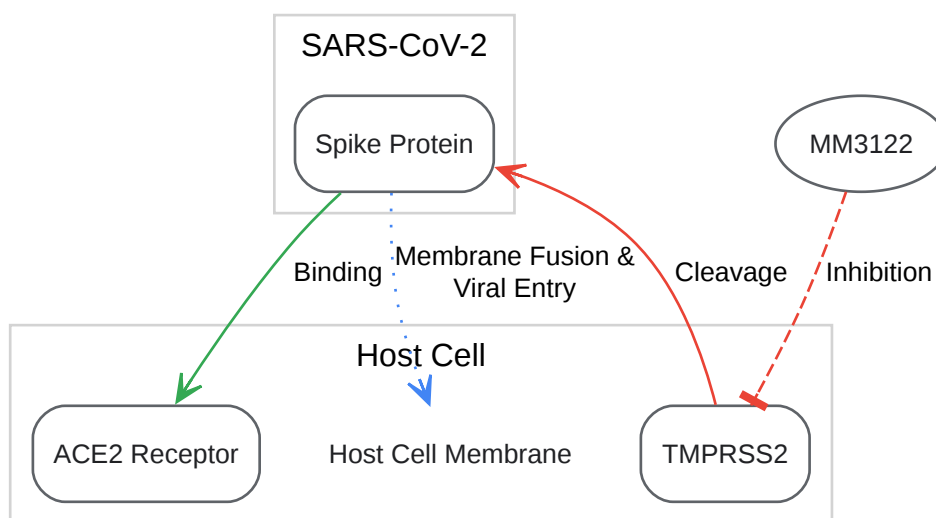 SARS-CoV-2
Spike Protein
MM3122
Binding
Membrane Fusion &
Viral Entry
Cleavage
Inhibition
Host Cell
ACE2 Receptor
Host Cell Membrane
TMPRSS2